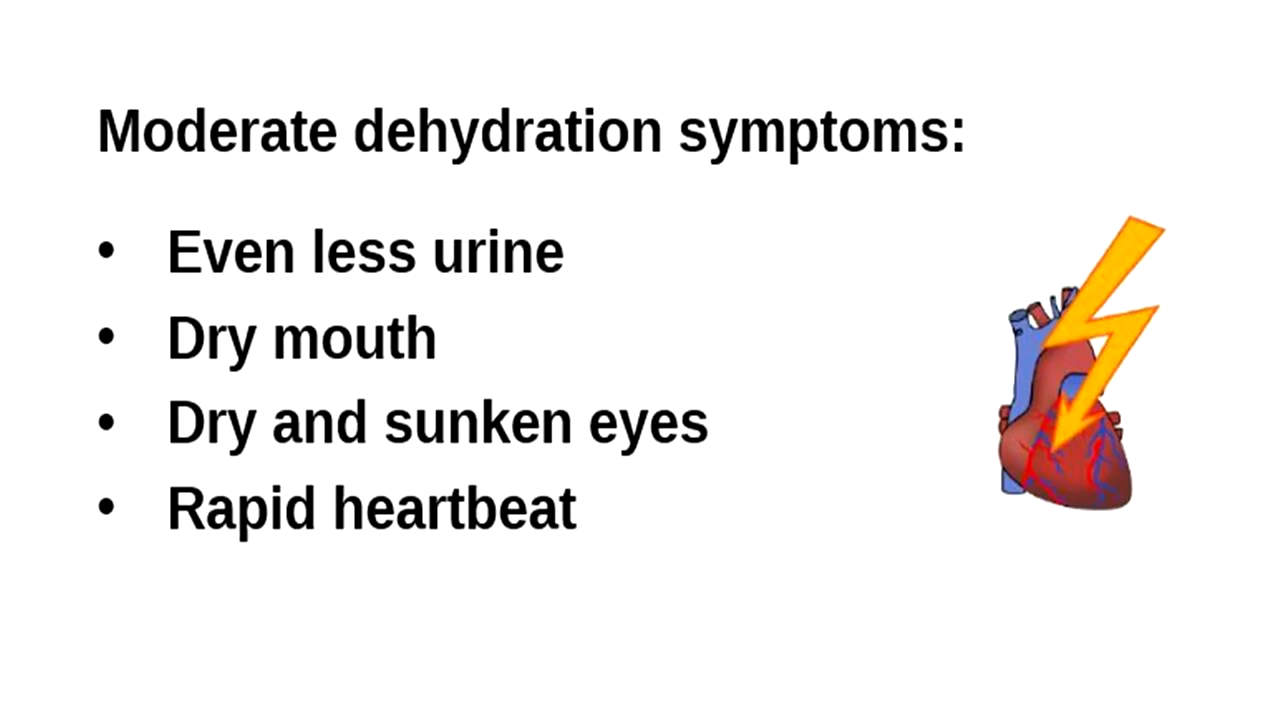 Moderate dehydration symptoms:
• Even less urine
• Dry mouth
• Dry and sunken eyes
• Rapid heartbeat